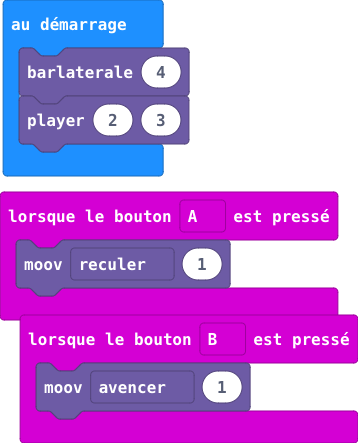 au démarrage
barlaterale 4
player 2 3
lorsque le bouton A est pressé
moov reculer 1
lorsque le bouton B est pressé
moov avencer 1